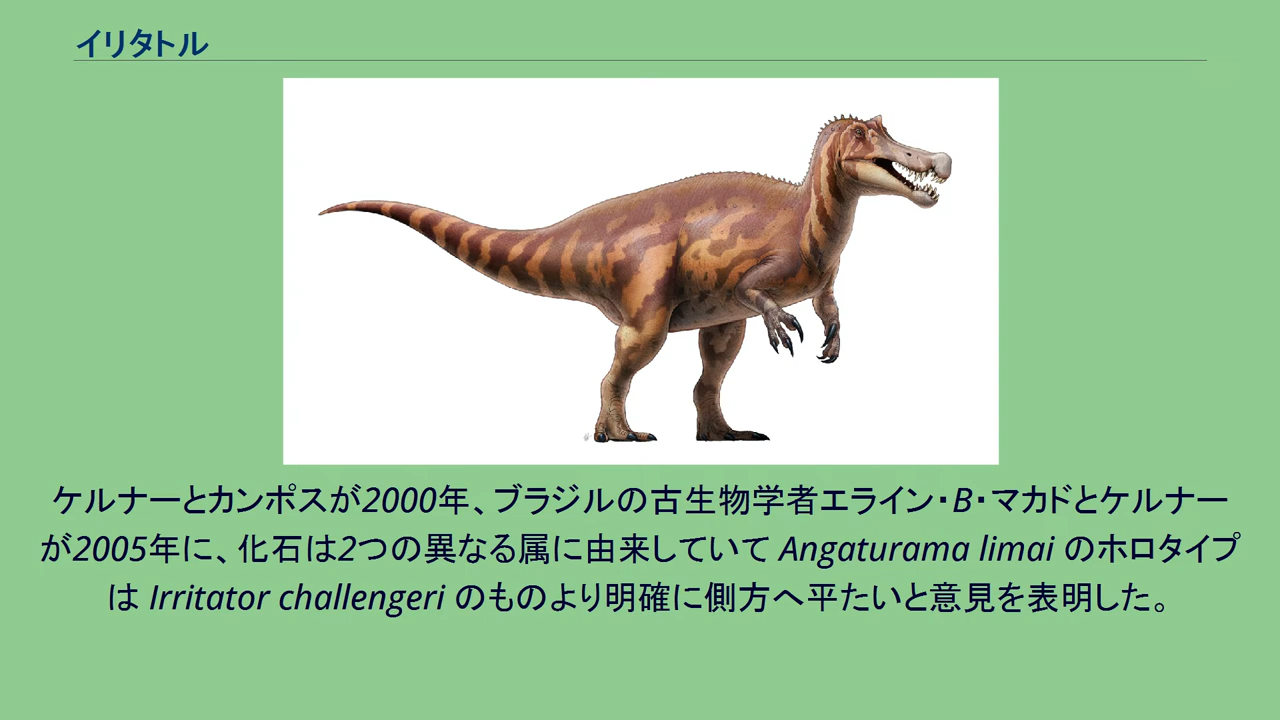 イリタトル
ケルナーとカンポスが2000年、ブラジルの古生物学者エライン・B・マカドとケルナー
が2005年に、化石は2つの異なる属に由来していて Angaturama limai のホロタイプ
は Irritator challengeri のものより明確に側方へ平たいと意見を表明した。